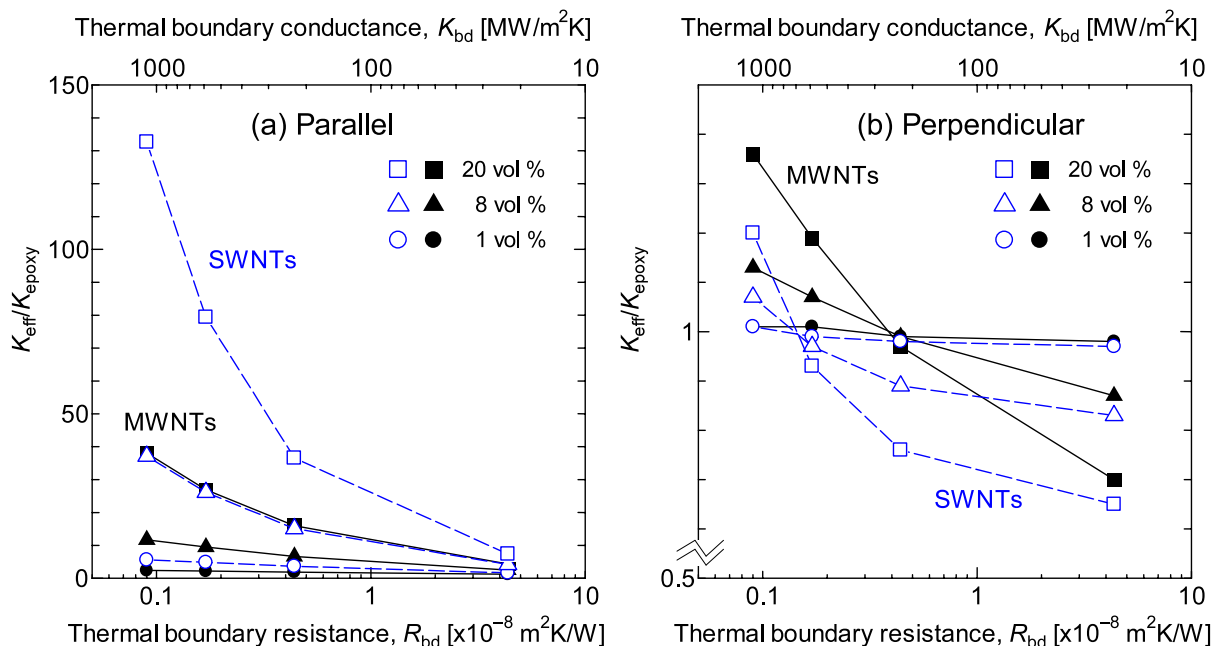 Thermal boundary conductance, K_bd [MW/m²K]
1000 100 10
150
100
50
0
K_eff/K_epoxy
(a) Parallel
20 vol %
8 vol %
1 vol %
SWNTs
MWNTs
0.1 1 10
Thermal boundary resistance, R_bd [x10⁻⁸ m²K/W]
Thermal boundary conductance, K_bd [MW/m²K]
1000 100 10
1
0.5
K_eff/K_epoxy
(b) Perpendicular
MWNTs
20 vol %
8 vol %
1 vol %
SWNTs
0.1 1 10
Thermal boundary resistance, R_bd [x10⁻⁸ m²K/W]